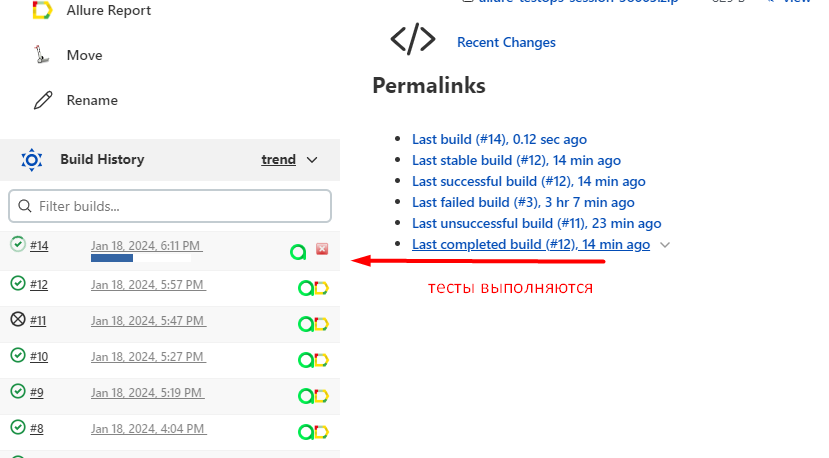 Allure Report
Move
Rename
Build History
trend
Filter builds...
#14
Jan 18, 2024, 6:11 PM
#12
Jan 18, 2024, 5:57 PM
#11
Jan 18, 2024, 5:47 PM
#10
Jan 18, 2024, 5:27 PM
#9
Jan 18, 2024, 5:19 PM
#8
Jan 18, 2024, 4:04 PM
View
Recent Changes
Permalinks
Last build (#14), 0.12 sec ago
Last stable build (#12), 14 min ago
Last successful build (#12), 14 min ago
Last failed build (#3), 3 hr 7 min ago
Last unsuccessful build (#11), 23 min ago
Last completed build (#12), 14 min ago
тесты выполняются